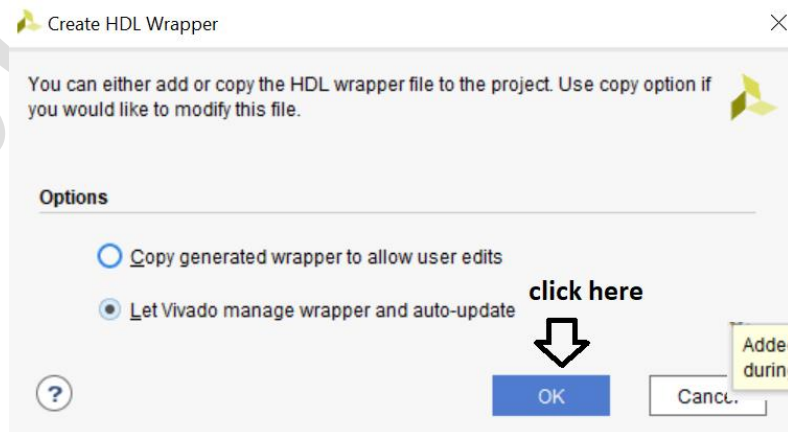 Create HDL Wrapper
You can either add or copy the HDL wrapper file to the project. Use copy option if
you would like to modify this file.
Options
Copy generated wrapper to allow user edits
Let Vivado manage wrapper and auto-update
click here
?
OK